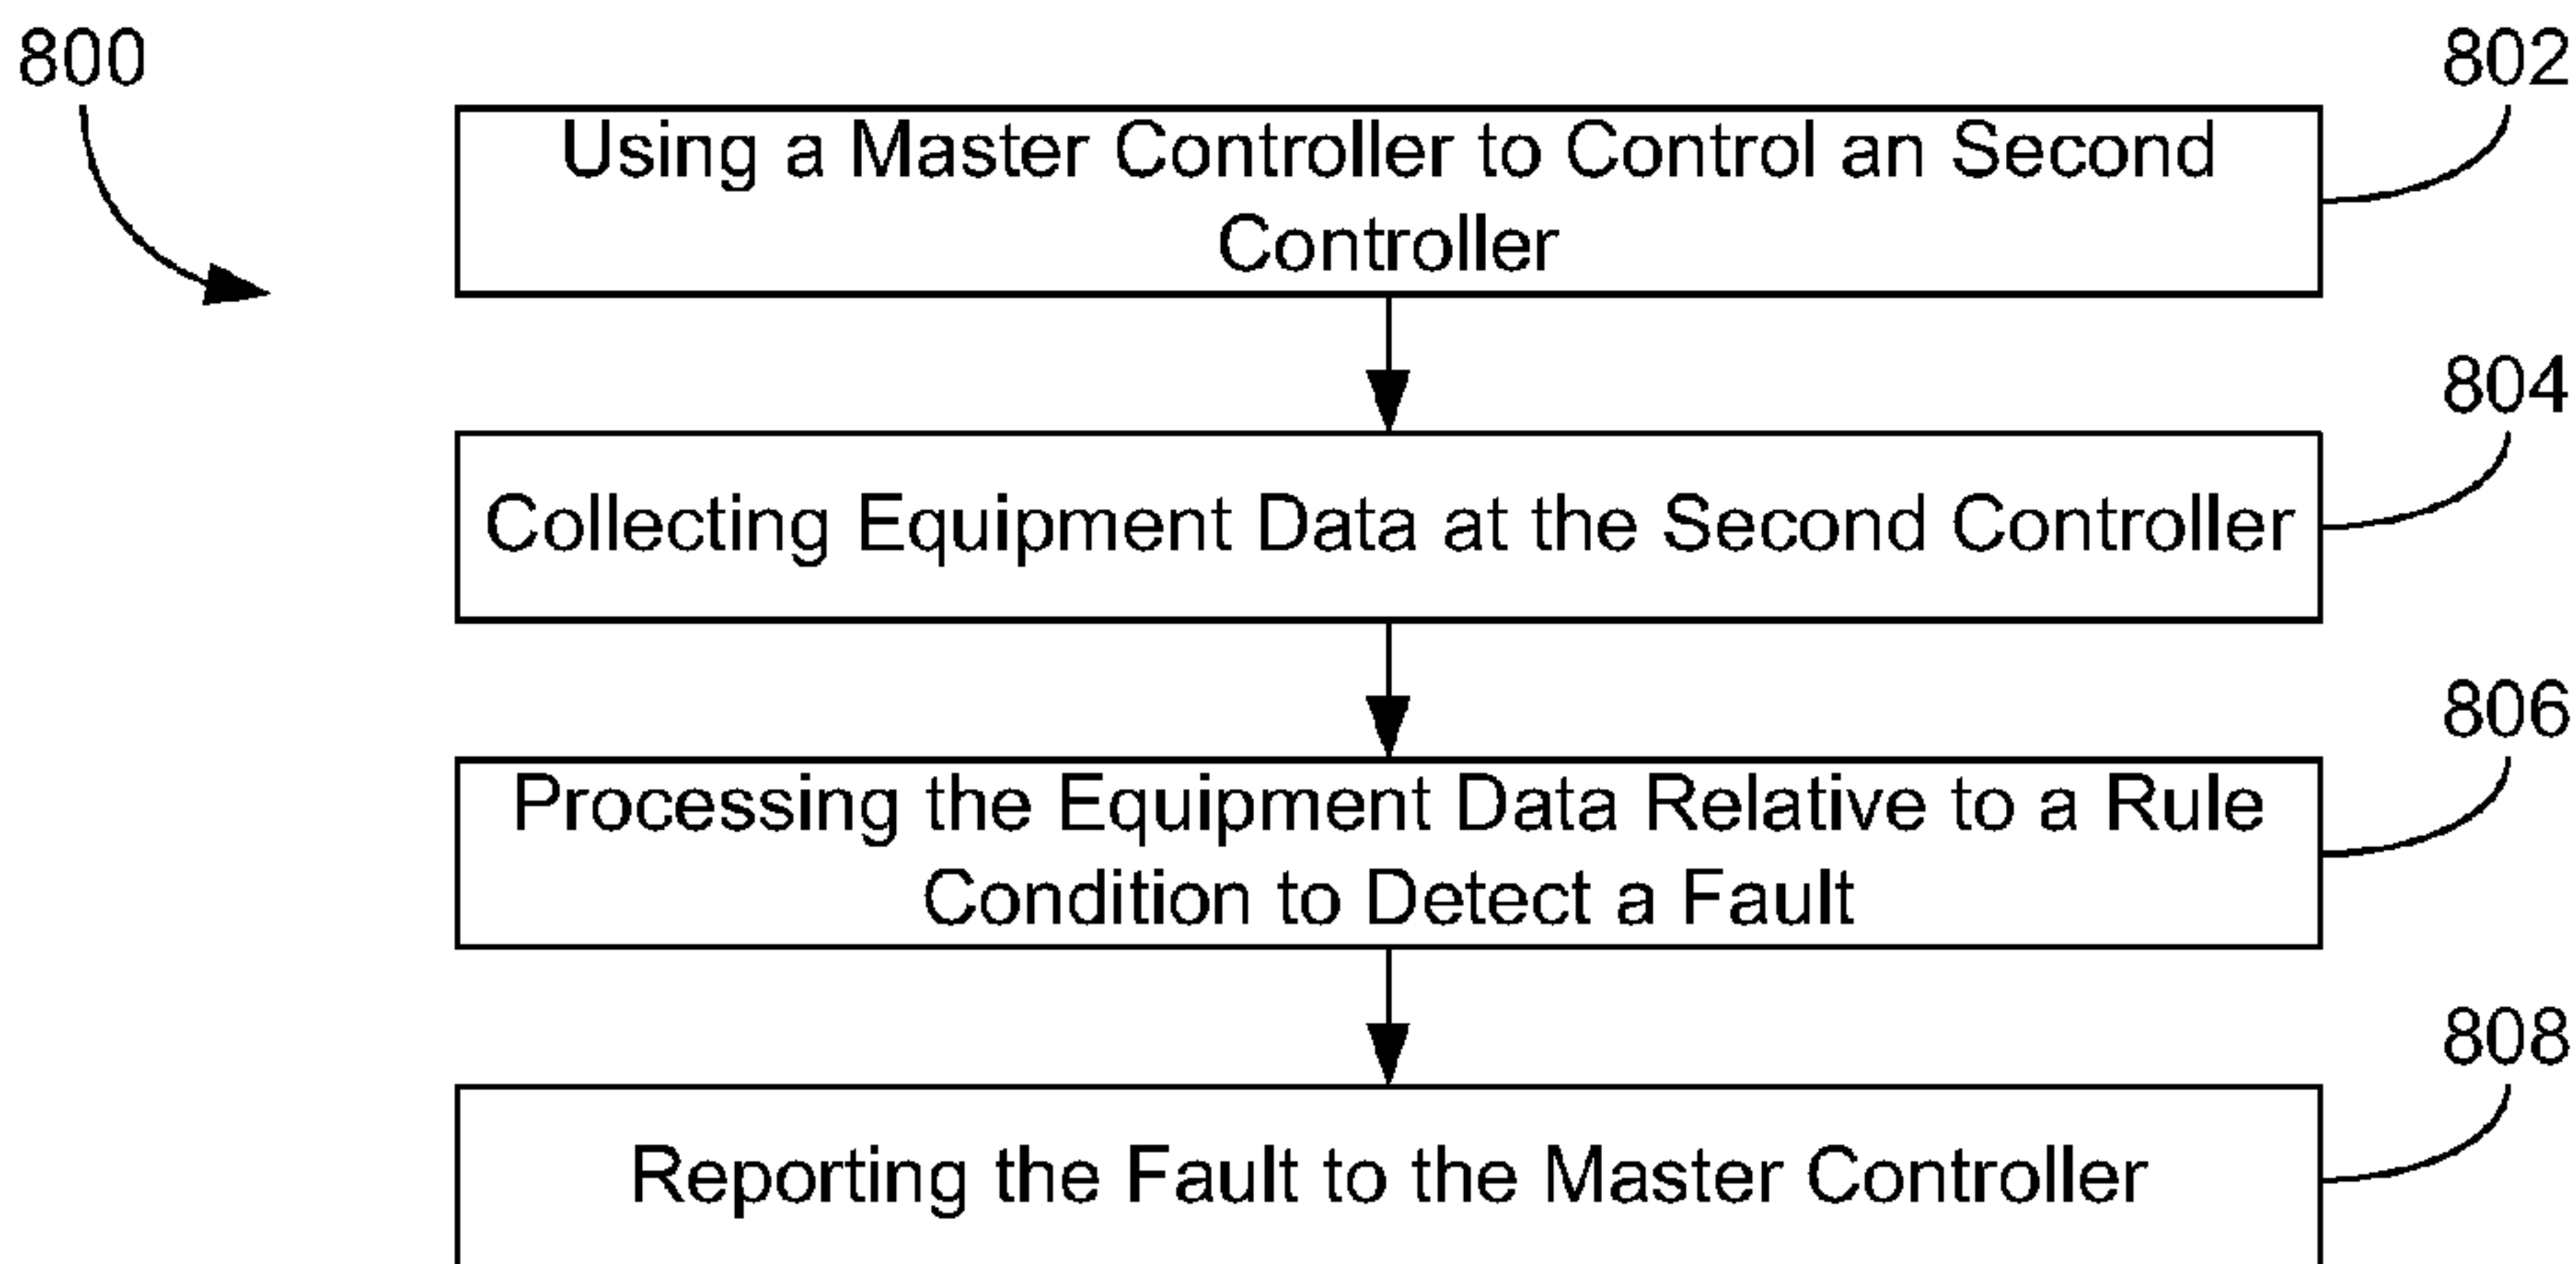 800
802
Using a Master Controller to Control an Second
Controller
804
Collecting Equipment Data at the Second Controller
806
Processing the Equipment Data Relative to a Rule
Condition to Detect a Fault
808
Reporting the Fault to the Master Controller